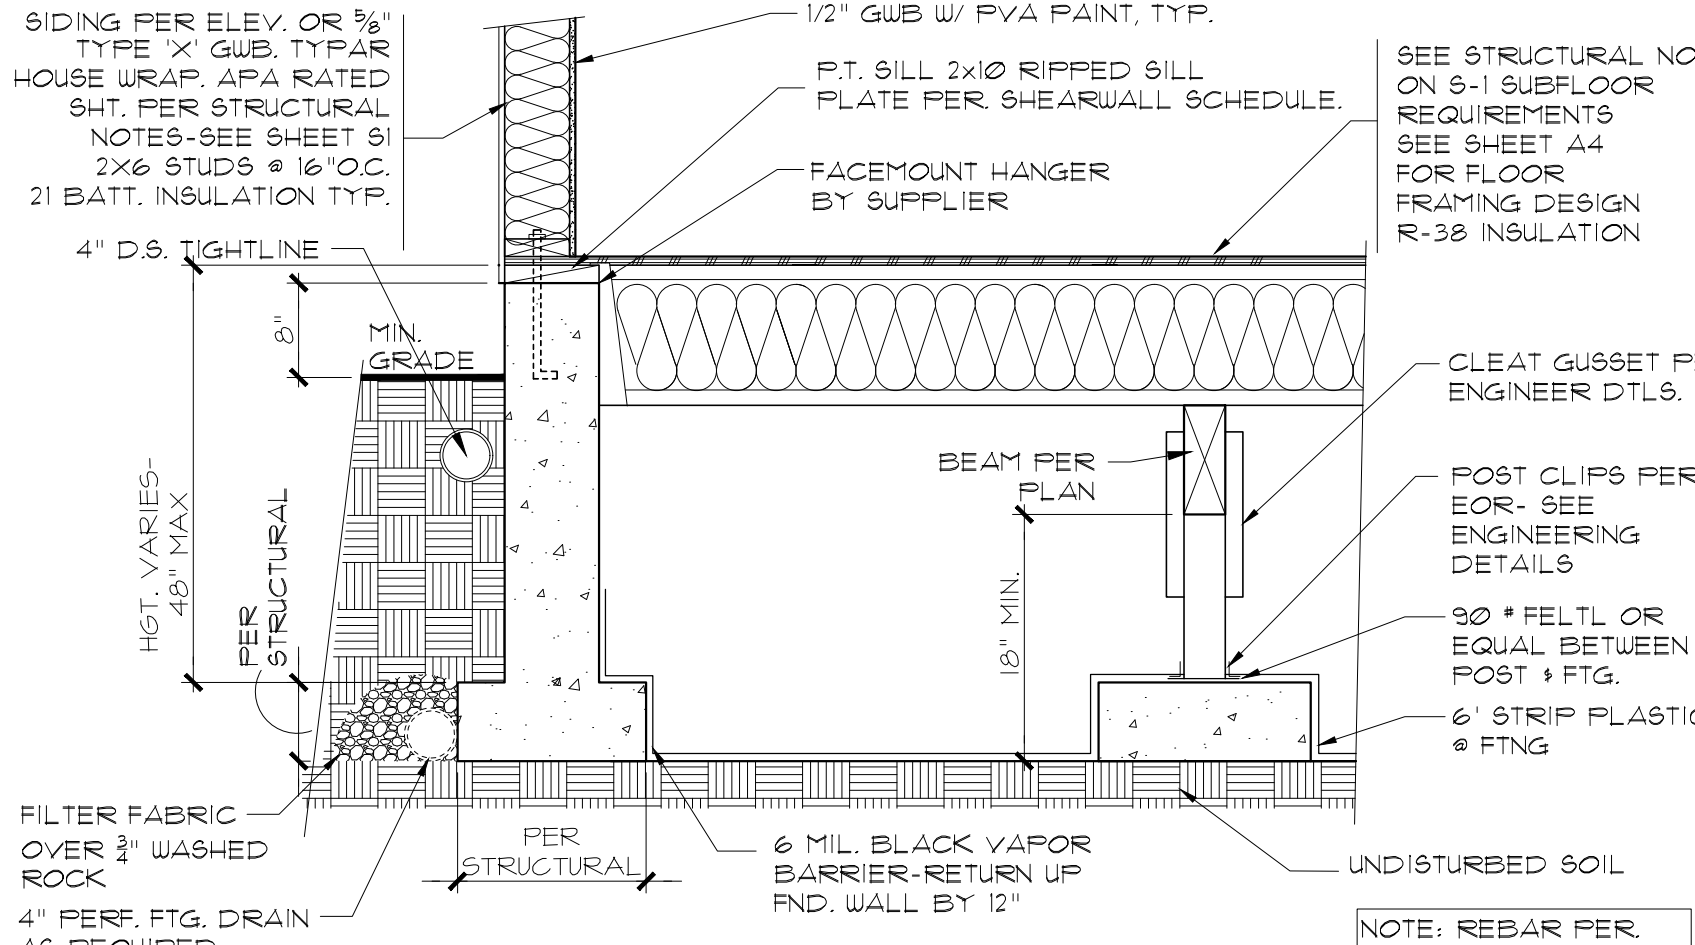 SIDING PER ELEV. OR 5/8"
TYPE 'X' GWB. TYPAR
HOUSE WRAP. APA RATED
SHT. PER STRUCTURAL
NOTES-SEE SHEET S1
2X6 STUDS @ 16"O.C.
21 BATT. INSULATION TYP.
4" D.S. TIGHTLINE
1/2" GWB W/ PVA PAINT, TYP.
P.T. SILL 2x10 RIPPED SILL
PLATE PER. SHEARWALL SCHEDULE.
FACEMOUNT HANGER
BY SUPPLIER
SEE STRUCTURAL
ON S-1 SUBFLOOR
REQUIREMENTS
SEE SHEET A4
FOR FLOOR
FRAMING DESIGN
R-38 INSULATION
8"
MIN.
GRADE
HGT. VARIES-
48" MAX
PER
STRUCTURAL
BEAM PER
PLAN
18" MIN.
CLEAT GUSSET
ENGINEER DTLS.
POST CLIPS PER
EOR- SEE
ENGINEERING
DETAILS
90 # FELTL OR
EQUAL BETWEEN
POST & FTG.
6' STRIP PLASTIC
@ FTNG
FILTER FABRIC
OVER 3/4" WASHED
ROCK
4" PERF. FTG. DRAIN
AS REQUIRED
PER
STRUCTURAL
6 MIL. BLACK VAPOR
BARRIER-RETURN UP
FND. WALL BY 12"
UNDISTURBED SOIL
NOTE: REBAR PER.